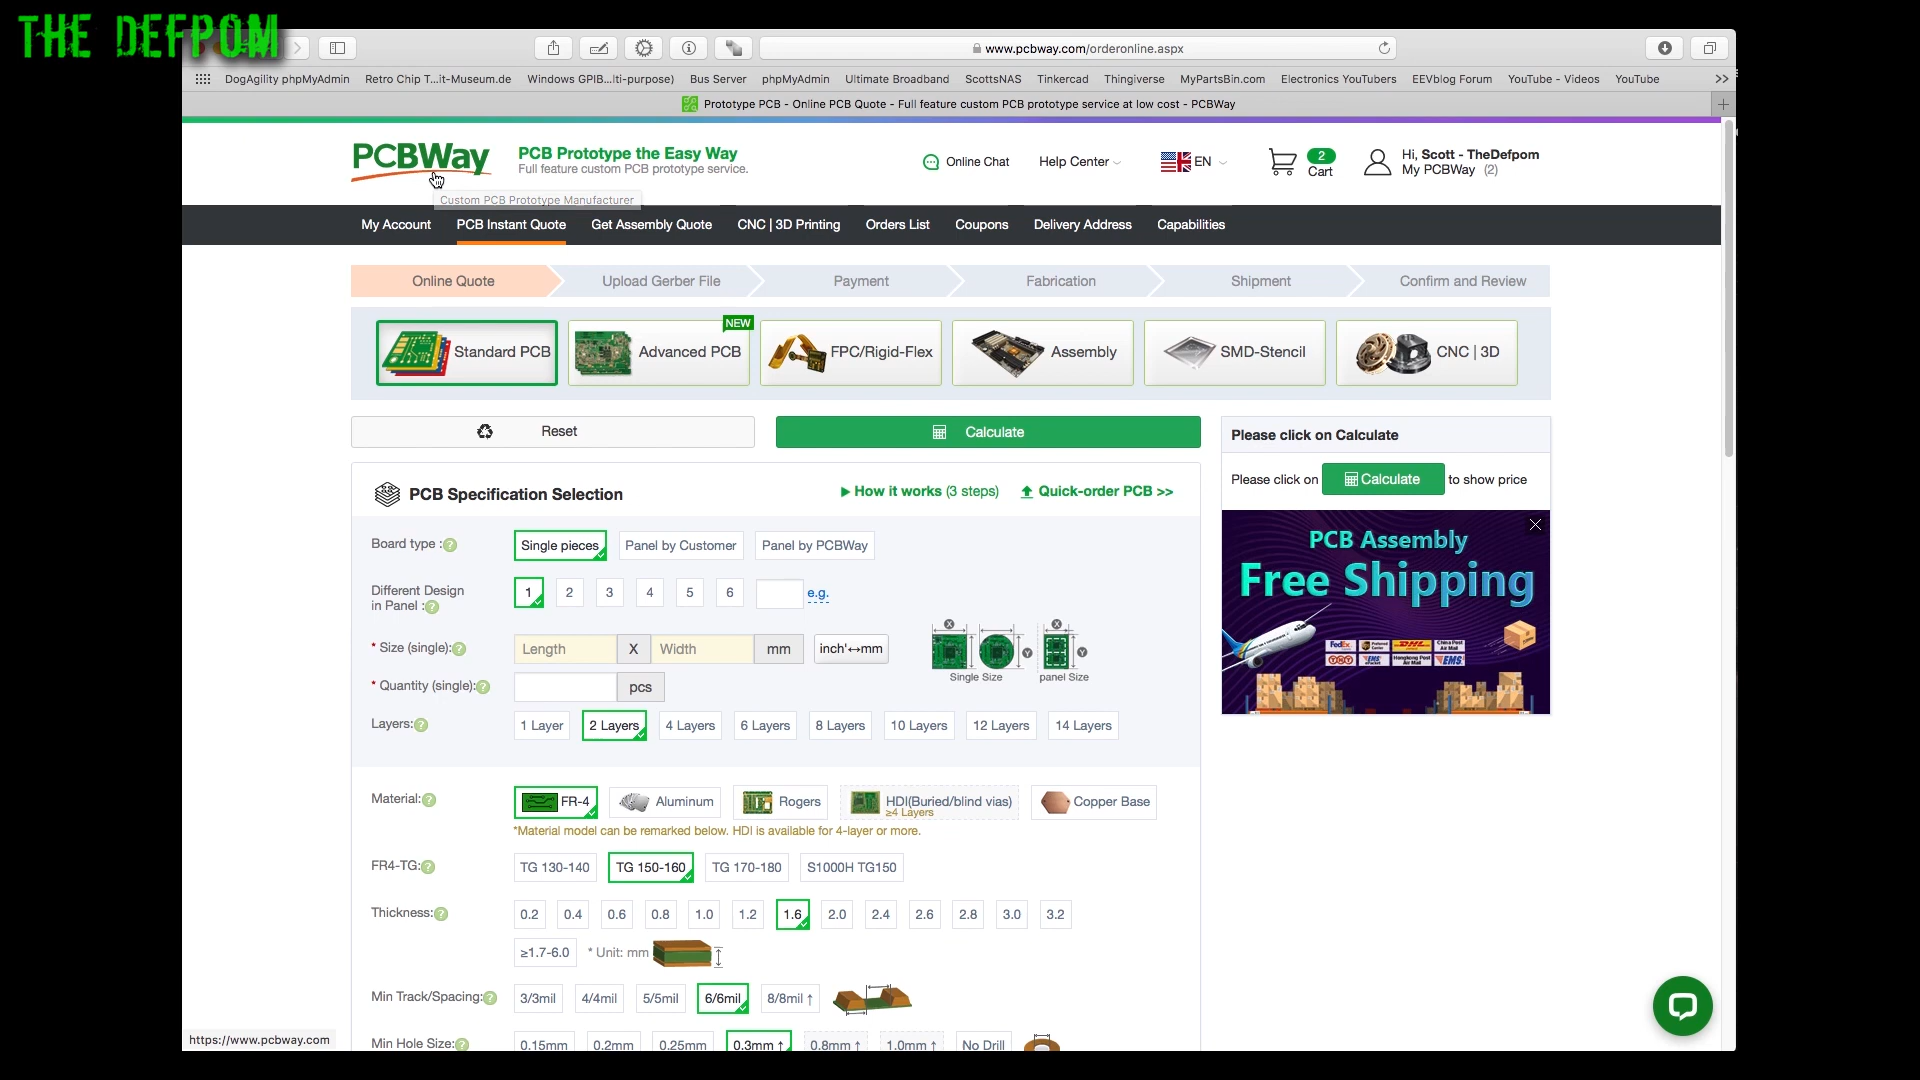 THE DEFPOM
www.pcbway.com/orderonline.aspx
DogAgility phpMyAdmin Retro Chip T...it-Museum.de Windows GPIB...lti-purpose) Bus Server phpMyAdmin Ultimate Broadband ScottsNAS Tinkercad Thingiverse MyPartsBin.com Electronics YouTubers EEVblog Forum YouTube - Videos YouTube
Prototype PCB - Online PCB Quote - Full feature custom PCB prototype service at low cost - PCBWay
PCBWay
PCB Prototype the Easy Way
Full feature custom PCB prototype service.
Online Chat
Help Center
EN
2
Cart
Hi, Scott - TheDefpom
My PCBWay (2)
Custom PCB Prototype Manufacturer
My Account PCB Instant Quote Get Assembly Quote CNC | 3D Printing Orders List Coupons Delivery Address Capabilities
Online Quote Upload Gerber File Payment Fabrication Shipment Confirm and Review
NEW
Standard PCB Advanced PCB FPC/Rigid-Flex Assembly SMD-Stencil CNC | 3D
Reset Calculate
Please click on Calculate
Please click on Calculate to show price
PCB Specification Selection
How it works (3 steps) Quick-order PCB >>
PCB Assembly
Free Shipping
FedEx DHL China Post Air Mail
TNT EMS Hongkong Post Air Mail EMS
Board type :? Single pieces Panel by Customer Panel by PCBWay
Different Design
in Panel :?
1 2 3 4 5 6 e.g.
* Size (single):? Length X Width mm inch'↔mm
X X Y Y
Single Size panel Size
* Quantity (single):? pcs
Layers:? 1 Layer 2 Layers 4 Layers 6 Layers 8 Layers 10 Layers 12 Layers 14 Layers
Material:? FR-4 Aluminum Rogers HDI(Buried/blind vias) Copper Base
≥4 Layers
*Material model can be remarked below. HDI is available for 4-layer or more.
FR4-TG:? TG 130-140 TG 150-160 TG 170-180 S1000H TG150
Thickness:? 0.2 0.4 0.6 0.8 1.0 1.2 1.6 2.0 2.4 2.6 2.8 3.0 3.2
≥1.7-6.0 * Unit: mm
Min Track/Spacing:? 3/3mil 4/4mil 5/5mil 6/6mil 8/8mil ↑
Min Hole Size:? 0.15mm 0.2mm 0.25mm 0.3mm ↑ 0.8mm ↑ 1.0mm ↑ No Drill
https://www.pcbway.com